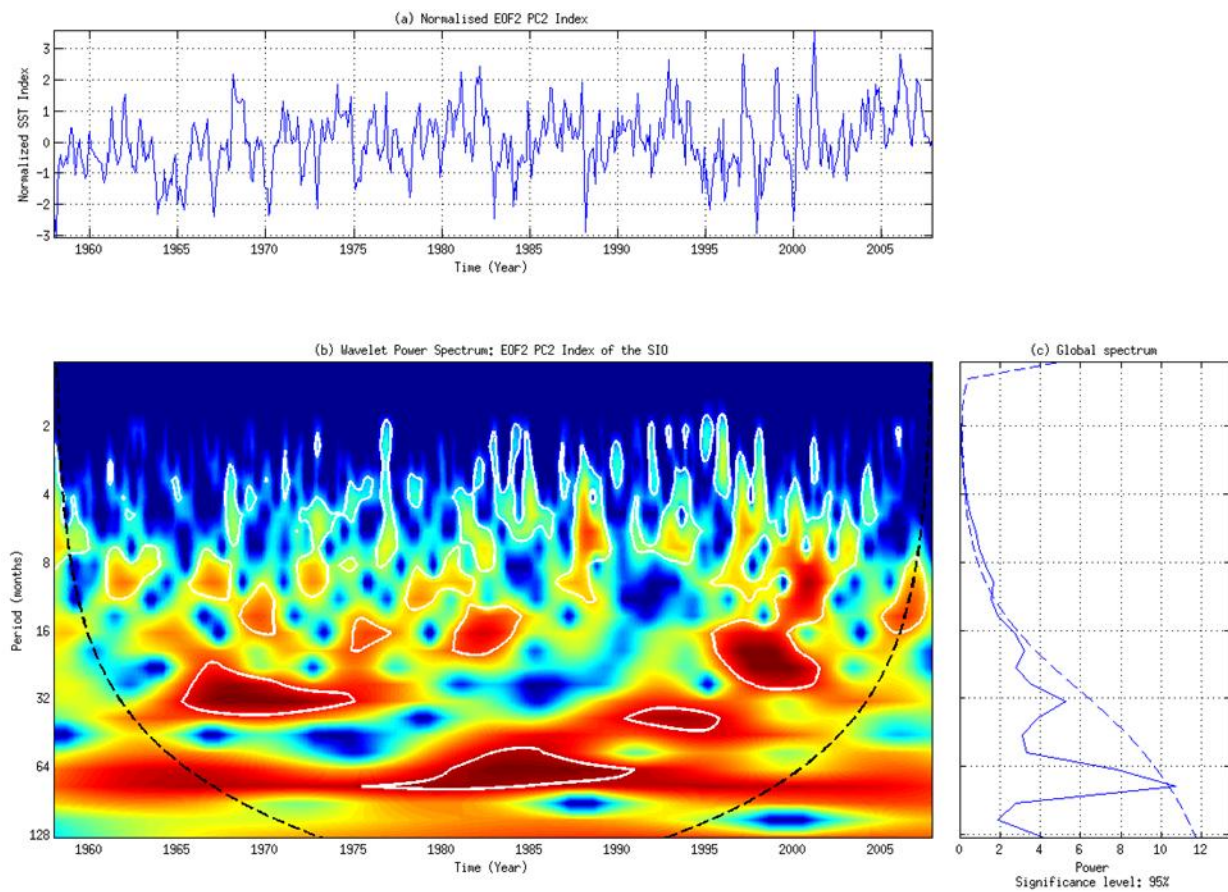 (a) Normalised EOF2 PC2 Index
Normalized SST Index
3
2
1
0
-1
-2
-3
1960 1965 1970 1975 1980 1985 1990 1995 2000 2005
Time (Year)
(b) Wavelet Power Spectrum: EOF2 PC2 Index of the SIO
Period (months)
2
4
8
16
32
64
128
1960 1965 1970 1975 1980 1985 1990 1995 2000 2005
Time (Year)
(c) Global spectrum
0 2 4 6 8 10 12
Power
Significance level: 95%